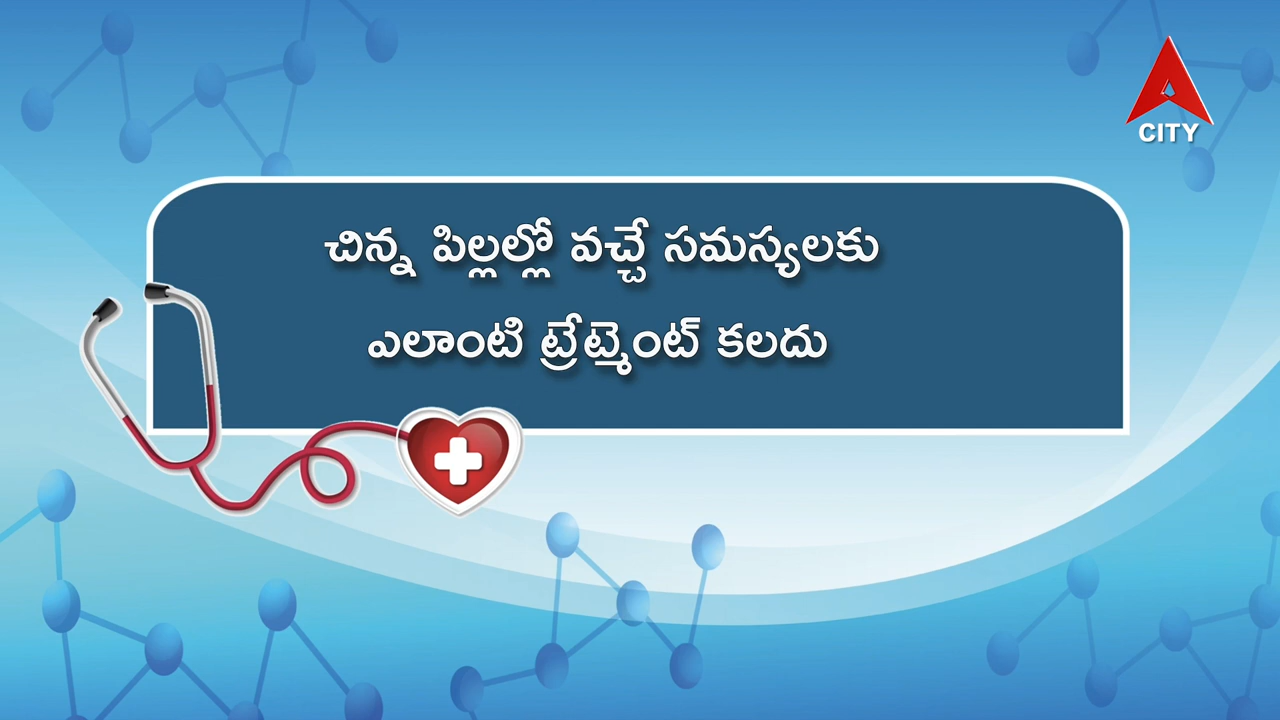 CITY
చిన్న పిల్లల్లో వచ్చే సమస్యలకు
ఎలాంటి ట్రేట్మెంట్ కలదు